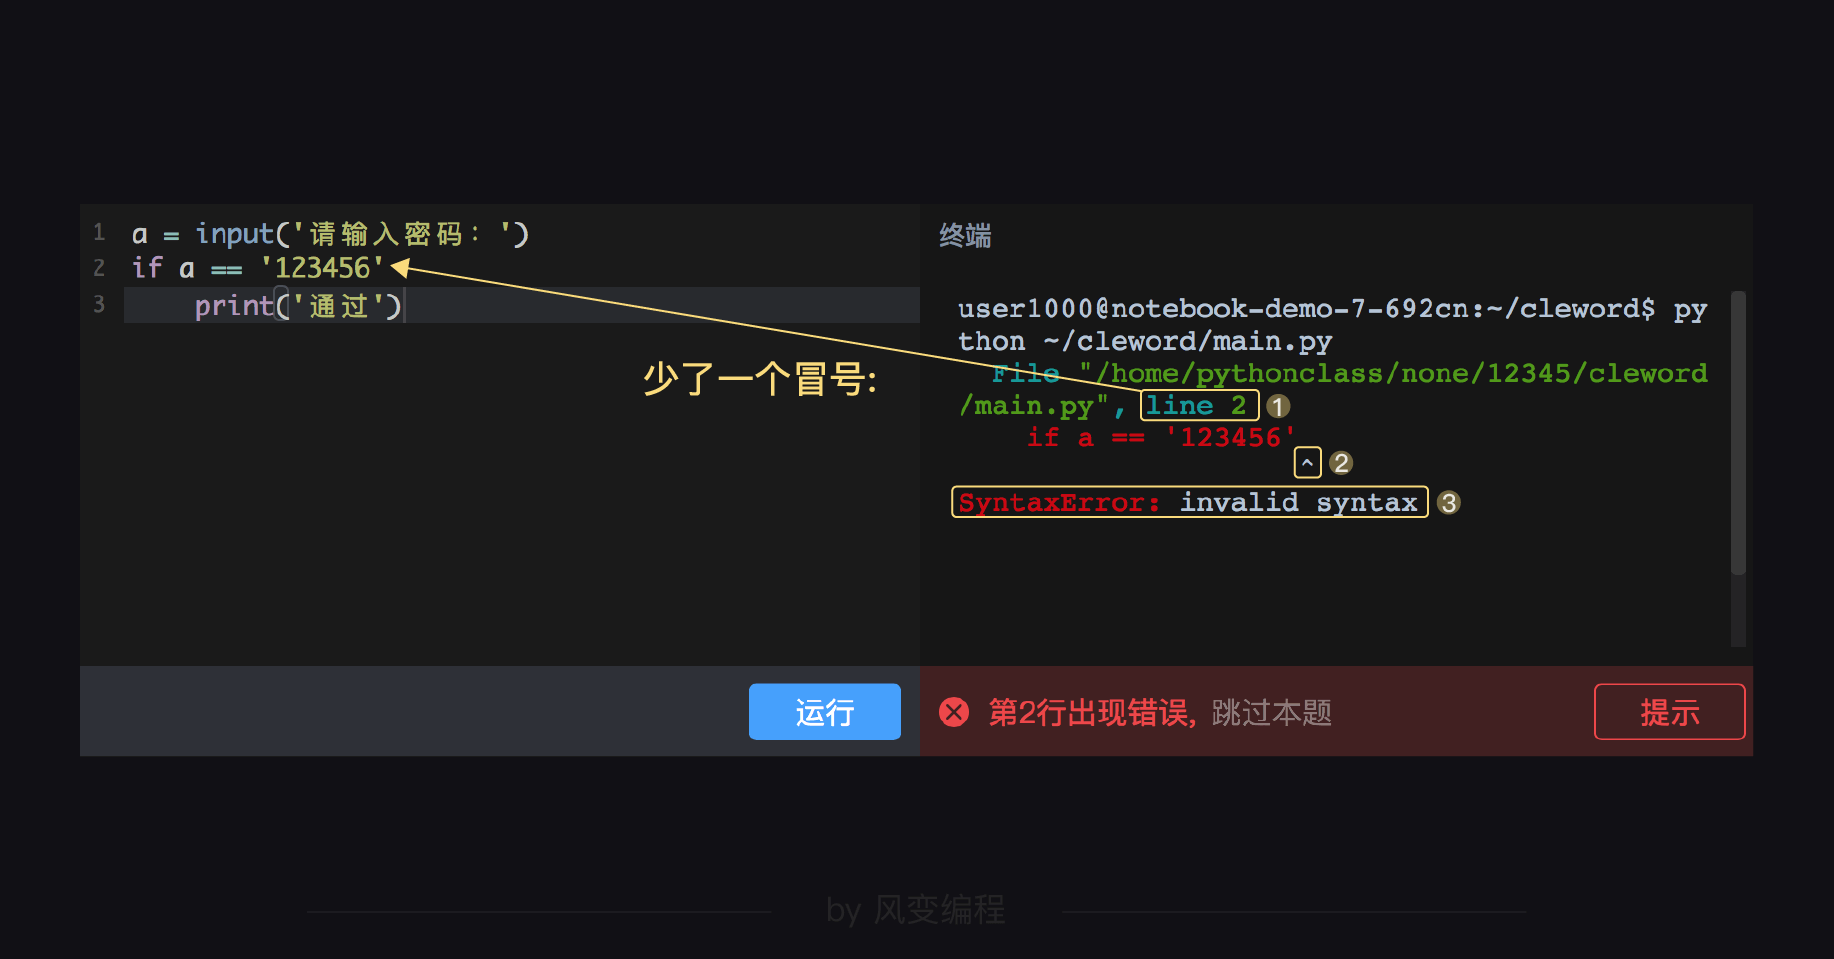 1 a = input('请输入密码：')
2 if a == '123456'
3 print('通过')
少了一个冒号:
终端
user1000@notebook-demo-7-692cn:~/cleword$ py
thon ~/cleword/main.py
File "/home/pythonclass/none/12345/cleword
/main.py", line 2 1
if a == '123456'
^ 2
SyntaxError: invalid syntax 3
运行
第2行出现错误, 跳过本题
提示
by 风变编程